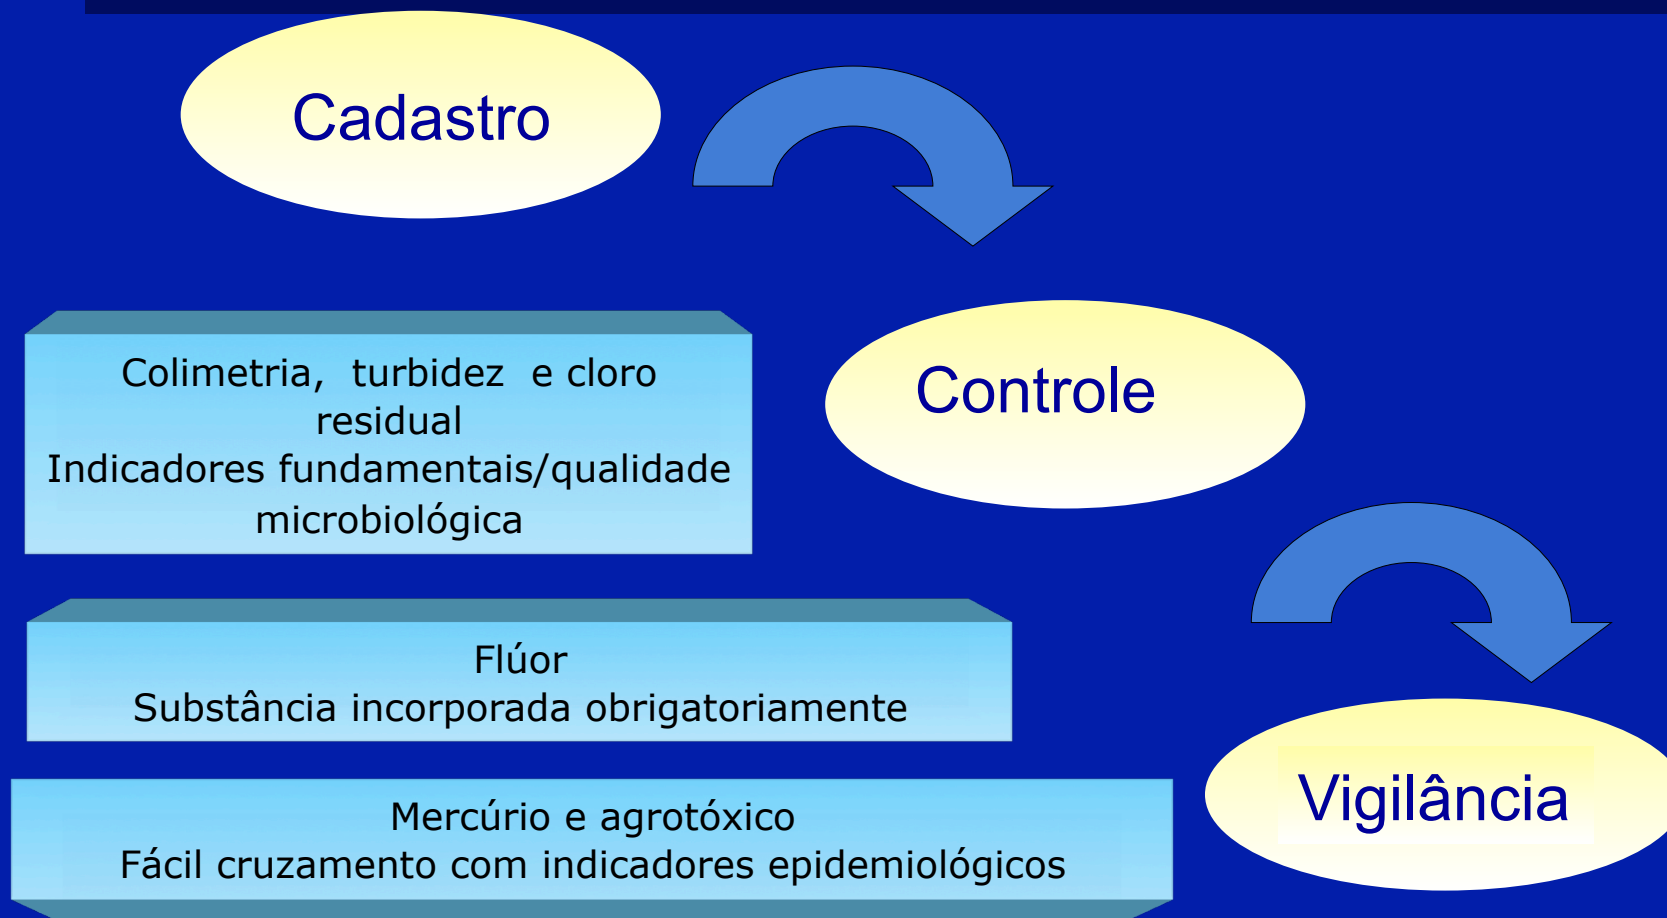 Cadastro
Colimetria, turbidez e cloro
residual
Indicadores fundamentais/qualidade
microbiológica
Controle
Flúor
Substância incorporada obrigatoriamente
Mercúrio e agrotóxico
Fácil cruzamento com indicadores epidemiológicos
Vigilância